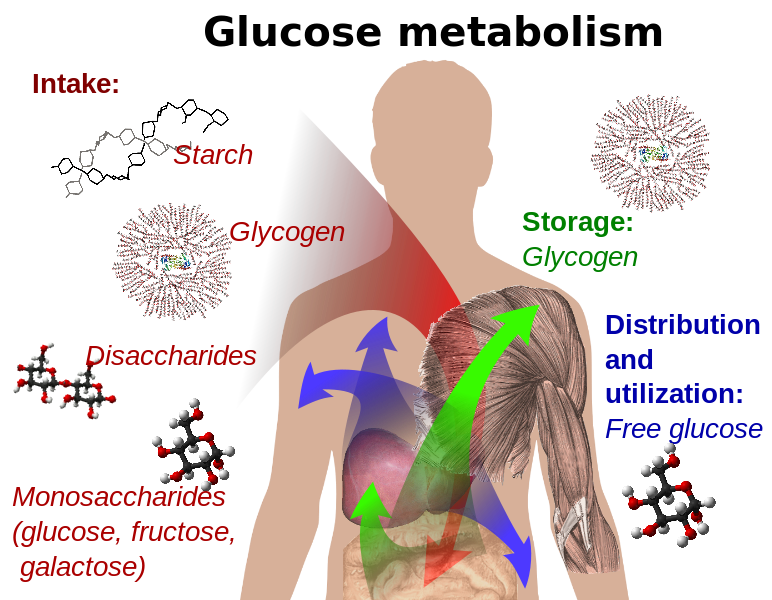 Glucose metabolism
Intake:
Starch
Glycogen
Disaccharides
Monosaccharides
(glucose, fructose,
galactose)
Storage:
Glycogen
Distribution
and
utilization:
Free glucose